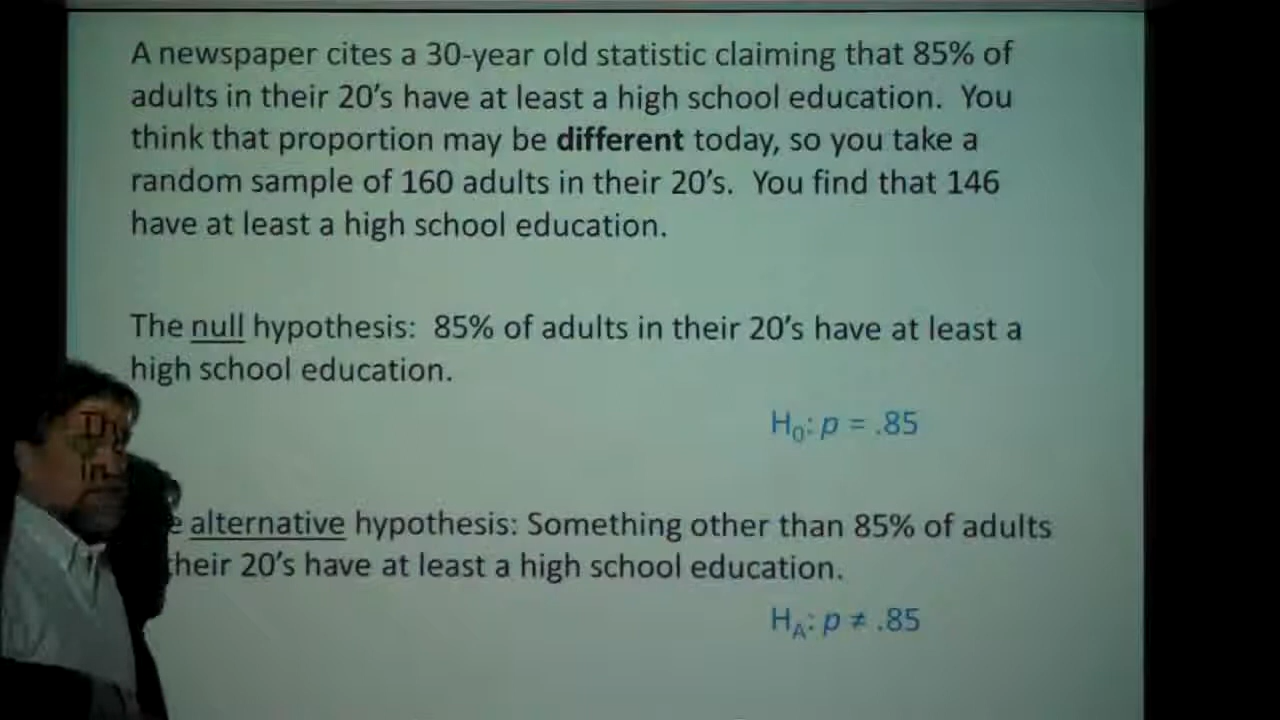 A newspaper cites a 30-year old statistic claiming that 85% of
adults in their 20's have at least a high school education. You
think that proportion may be different today, so you take a
random sample of 160 adults in their 20's. You find that 146
have at least a high school education.
The null hypothesis: 85% of adults in their 20's have at least a
high school education.
H₀: p = .85
Th e alternative hypothesis: Something other than 85% of adults
in their 20's have at least a high school education.
H_A: p ≠ .85